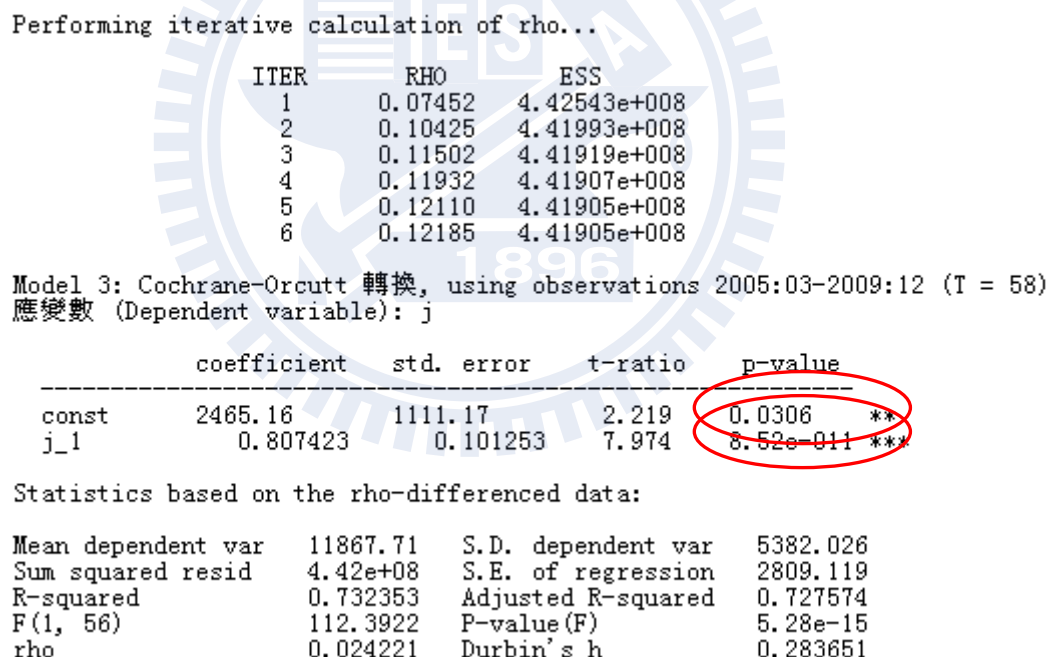 Performing iterative calculation of rho...
ITER RHO ESS
1 0.07452 4.42543e+008
2 0.10425 4.41993e+008
3 0.11502 4.41919e+008
4 0.11932 4.41907e+008
5 0.12110 4.41905e+008
6 0.12185 4.41905e+008
1896
Model 3: Cochrane-Orcutt 轉換, using observations 2005:03-2009:12 (T = 58)
應變數 (Dependent variable): j
coefficient std. error t-ratio p-value
const 2465.16 1111.17 2.219 0.0306 **
j_1 0.807423 0.101253 7.974 8.52e-011 ***
Statistics based on the rho-differenced data:
Mean dependent var 11867.71 S.D. dependent var 5382.026
Sum squared resid 4.42e+08 S.E. of regression 2809.119
R-squared 0.732353 Adjusted R-squared 0.727574
F(1, 56) 112.3922 P-value(F) 5.28e-15
rho 0.024221 Durbin's h 0.283651